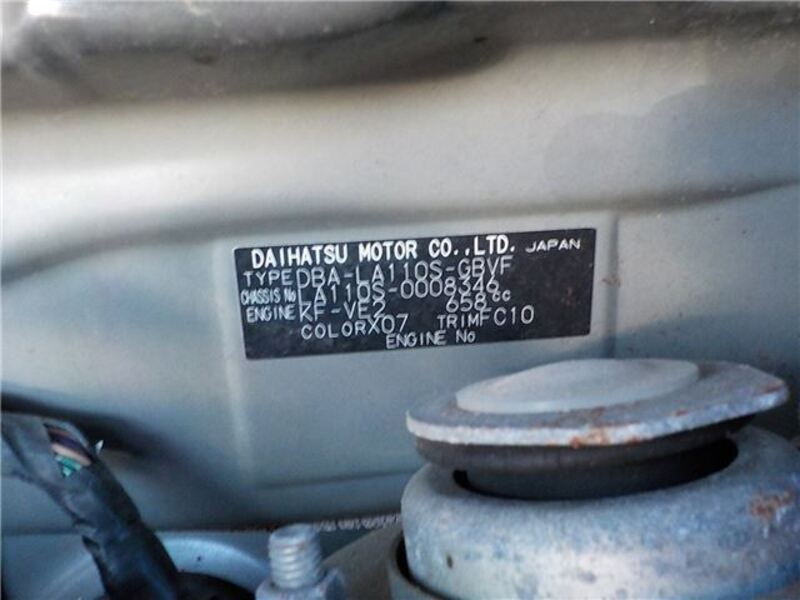 DAIHATSU MOTOR CO.,LTD. JAPAN
TYPE DBA-LA110S-GBVF
CHASSIS No LA110S-0008346
ENGINE KF-VE2 658cc
COLOR X07 TRIM FC10
ENGINE No